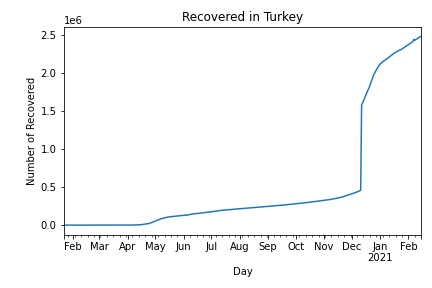 Recovered in Turkey
1e6
2.5
2.0
1.5
1.0
0.5
0.0
Number of Recovered
Feb Mar Apr May Jun Jul Aug Sep Oct Nov Dec Jan Feb
2021
Day